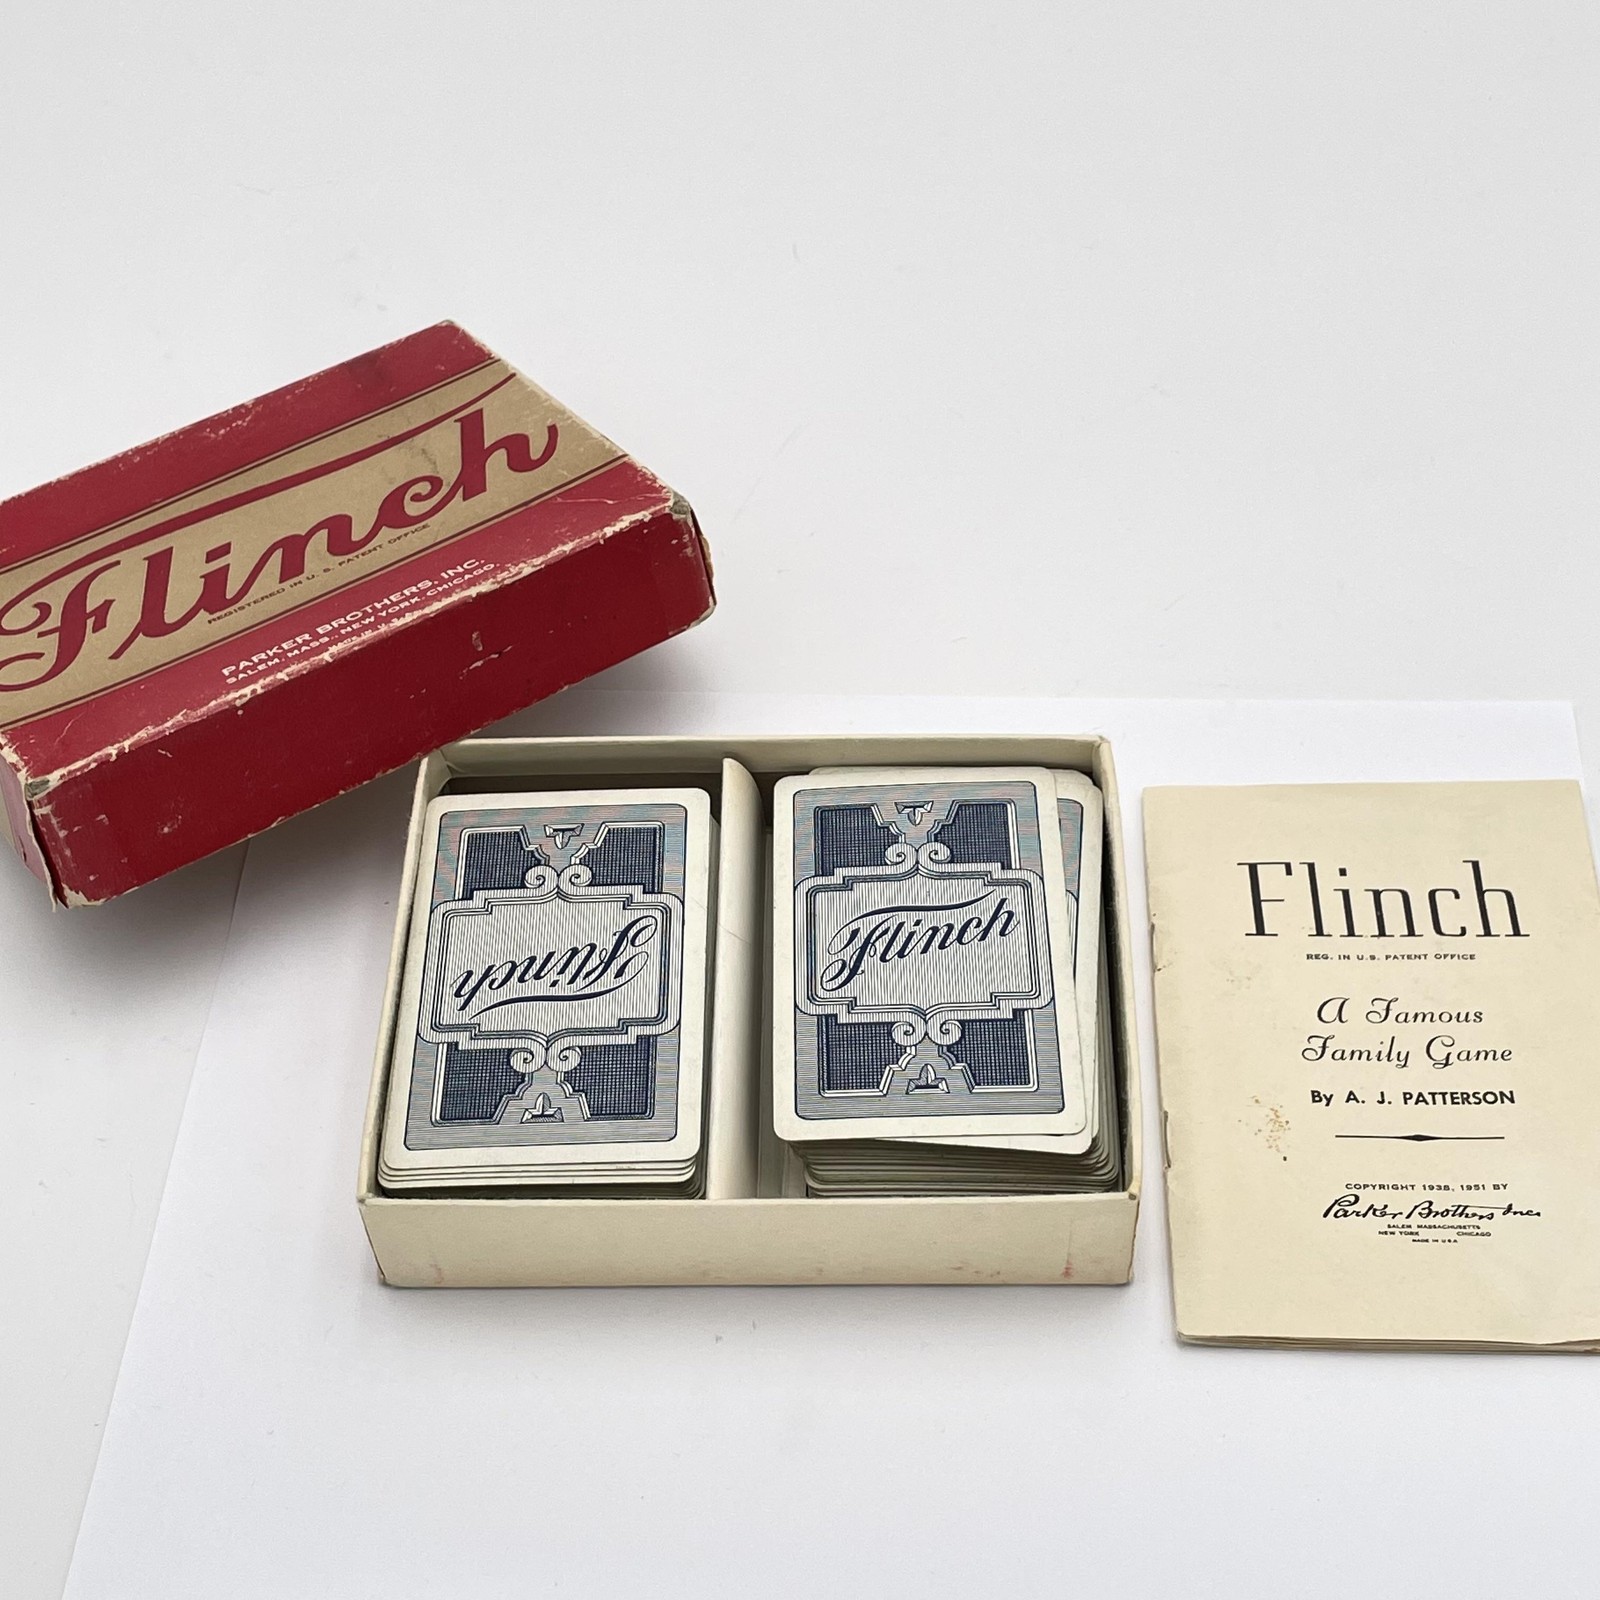 Flinch
REGISTERED IN U. S. PATENT OFFICE
PARKER BROTHERS, INC.
SALEM, MASS., NEW YORK, CHICAGO.
MADE IN U.S.A.
Flinch
Flinch
Flinch
REG. IN U.S. PATENT OFFICE
A Famous
Family Game
By A. J. PATTERSON
COPYRIGHT 1938, 1951 BY
Parker Brothers Inc.
SALEM MASSACHUSETTS
NEW YORK CHICAGO
MADE IN U.S.A.